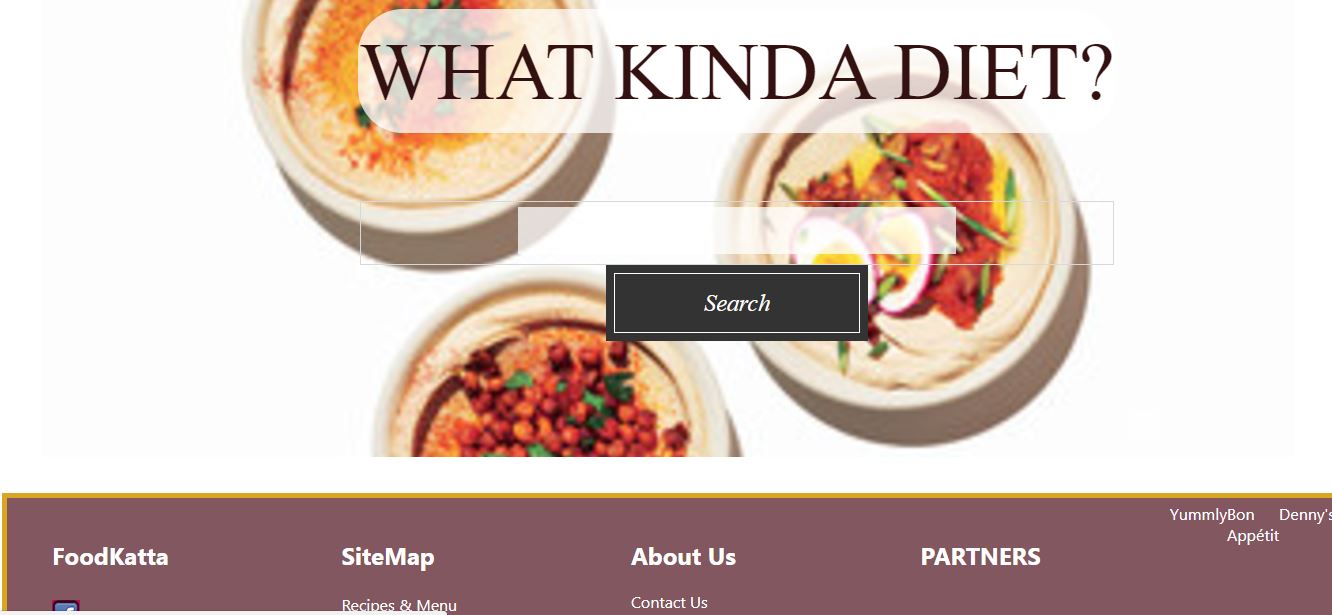 WHAT KINDA DIET?
Search
YummlyBon Denny's
Appétit
FoodKatta SiteMap About Us PARTNERS
Recipes & Menu Contact Us